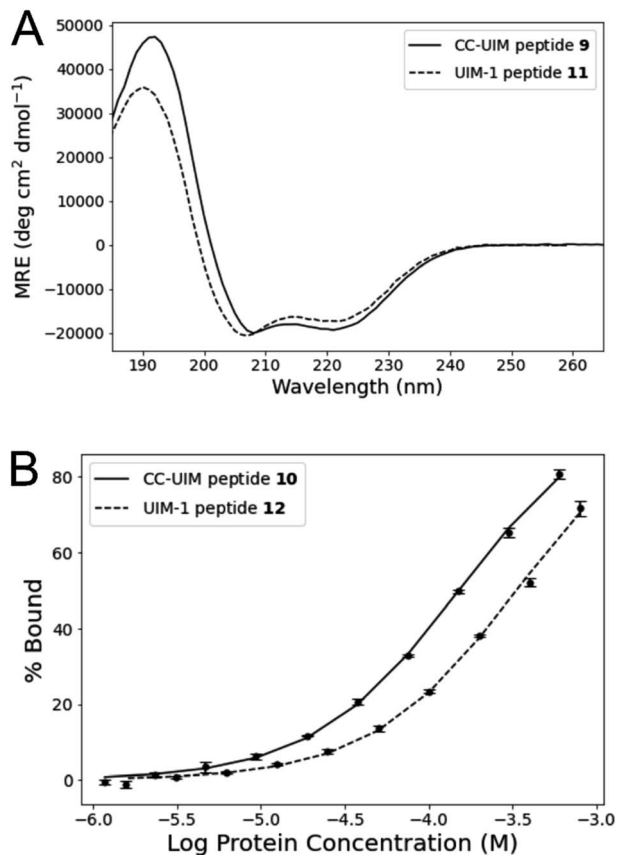 A
50000
40000
30000
20000
10000
0
−10000
−20000
MRE (deg cm² dmol⁻¹)
CC-UIM peptide 9
UIM-1 peptide 11
190 200 210 220 230 240 250 260
Wavelength (nm)
B
80
60
40
20
0
% Bound
CC-UIM peptide 10
UIM-1 peptide 12
−6.0 −5.5 −5.0 −4.5 −4.0 −3.5 −3.0
Log Protein Concentration (M)